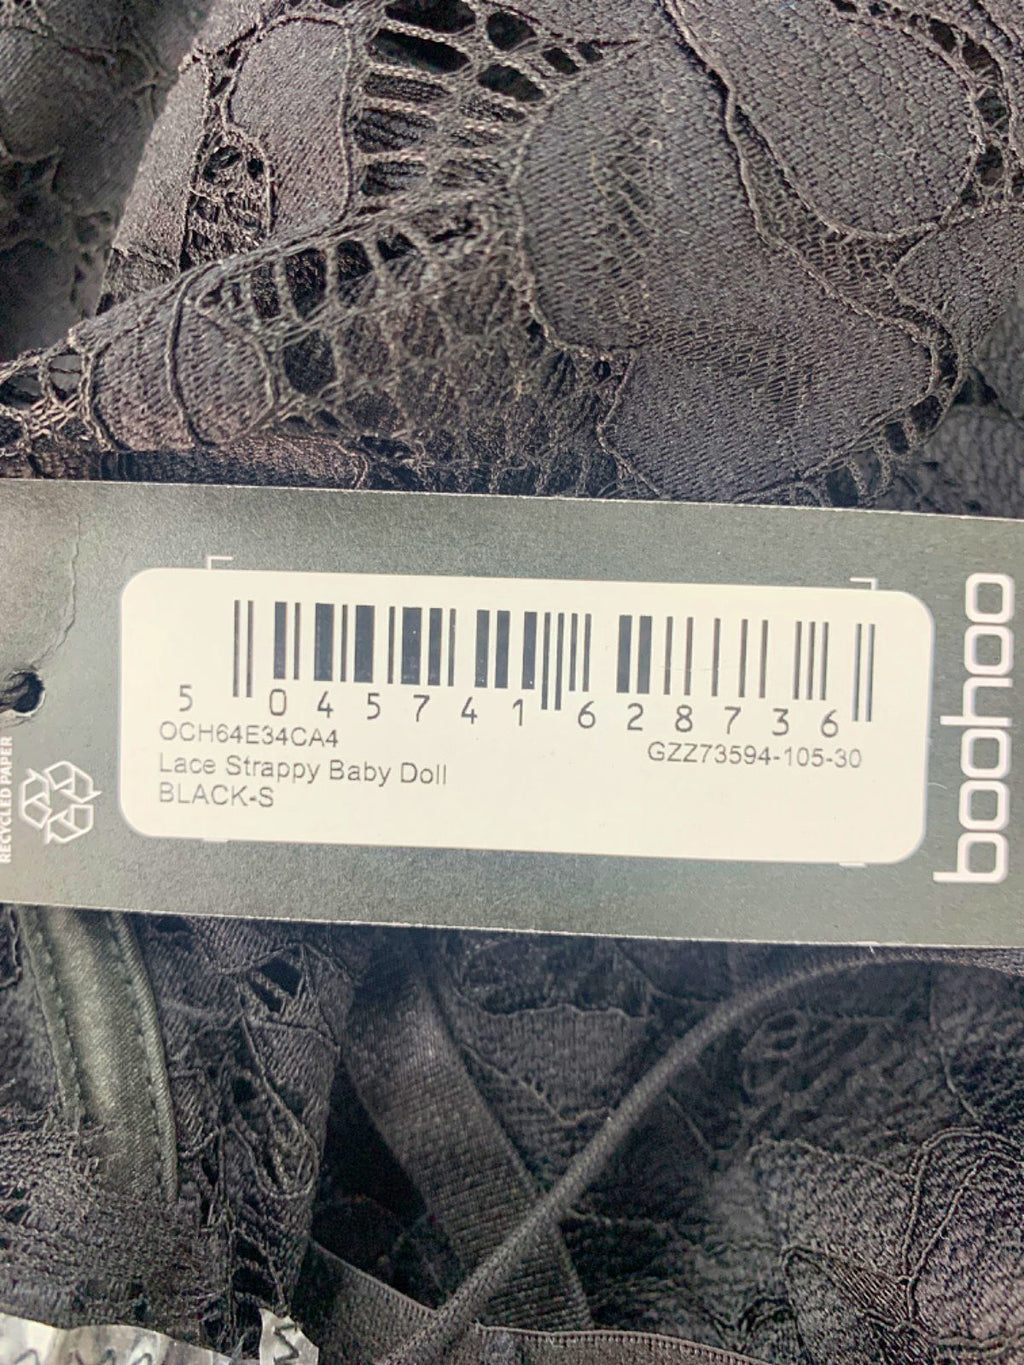 5 045741 628736
OCH64E34CA4
GZZ73594-105-30
Lace Strappy Baby Doll
BLACK-S
boohoo
RECYCLED PAPER